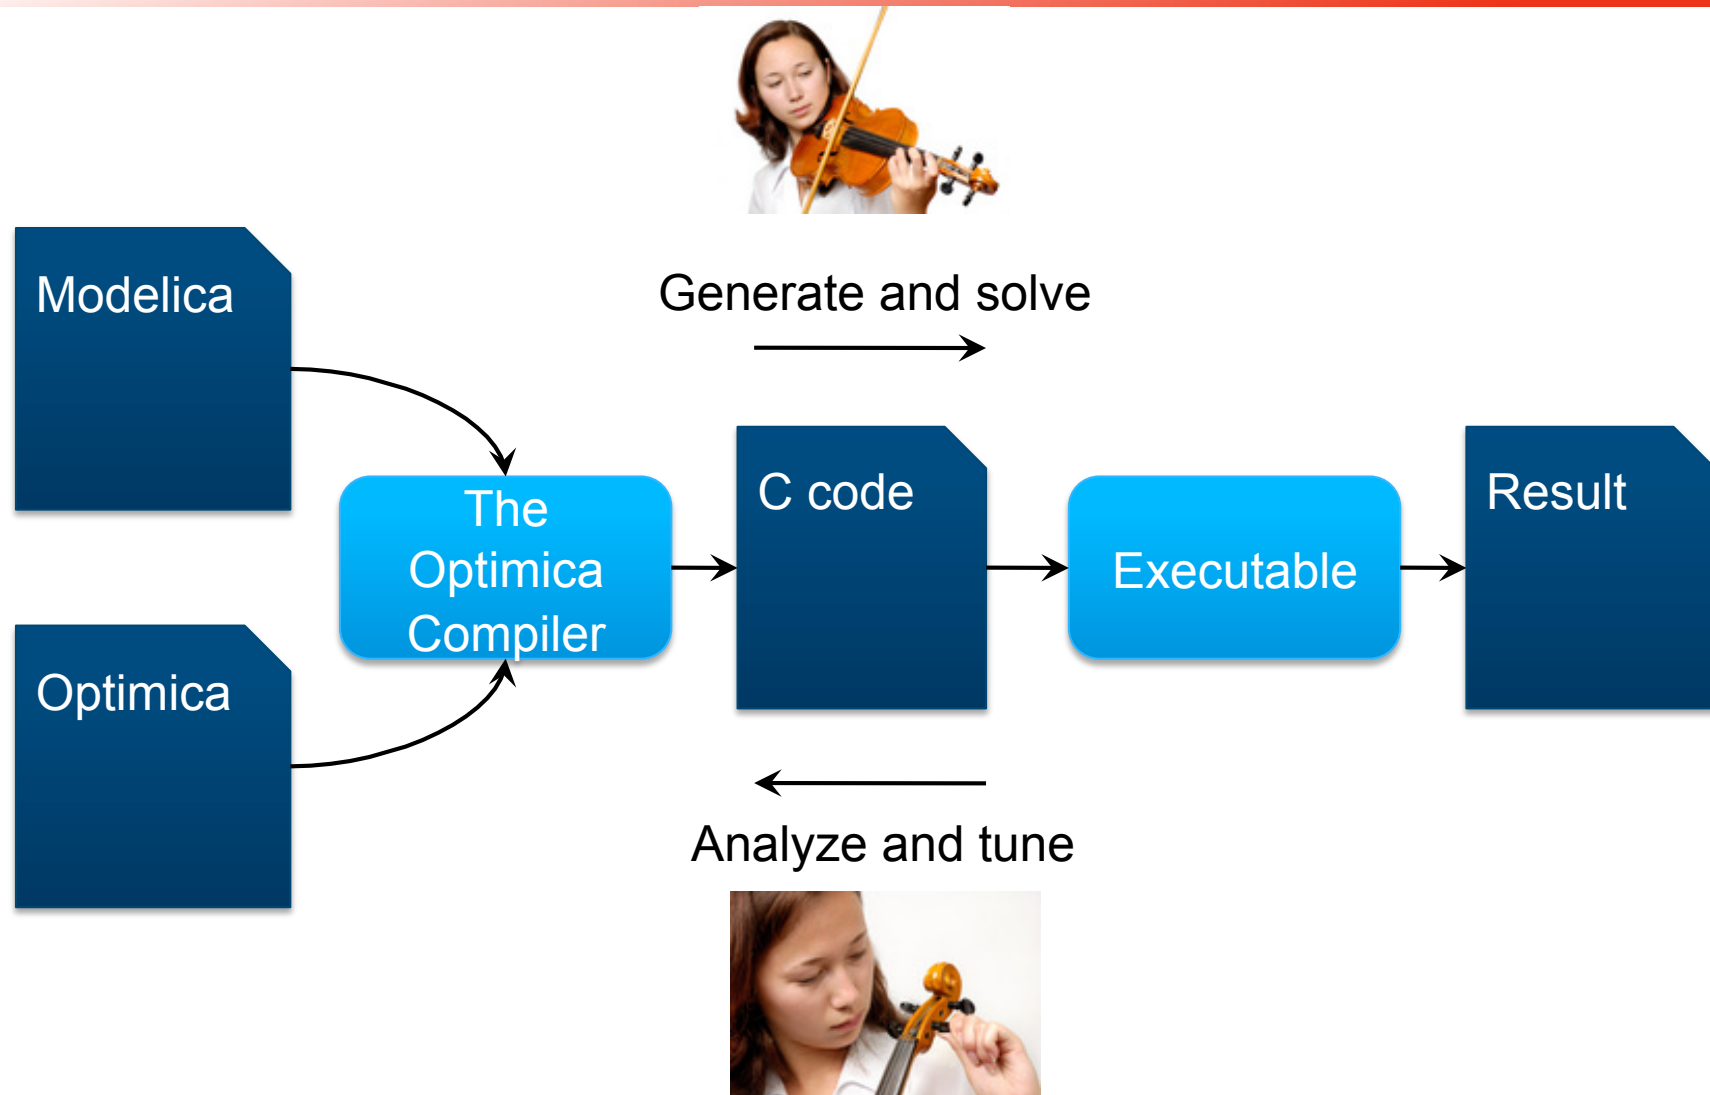 Modelica
Generate and solve
The
Optimica
Compiler
C code
Executable
Result
Optimica
Analyze and tune